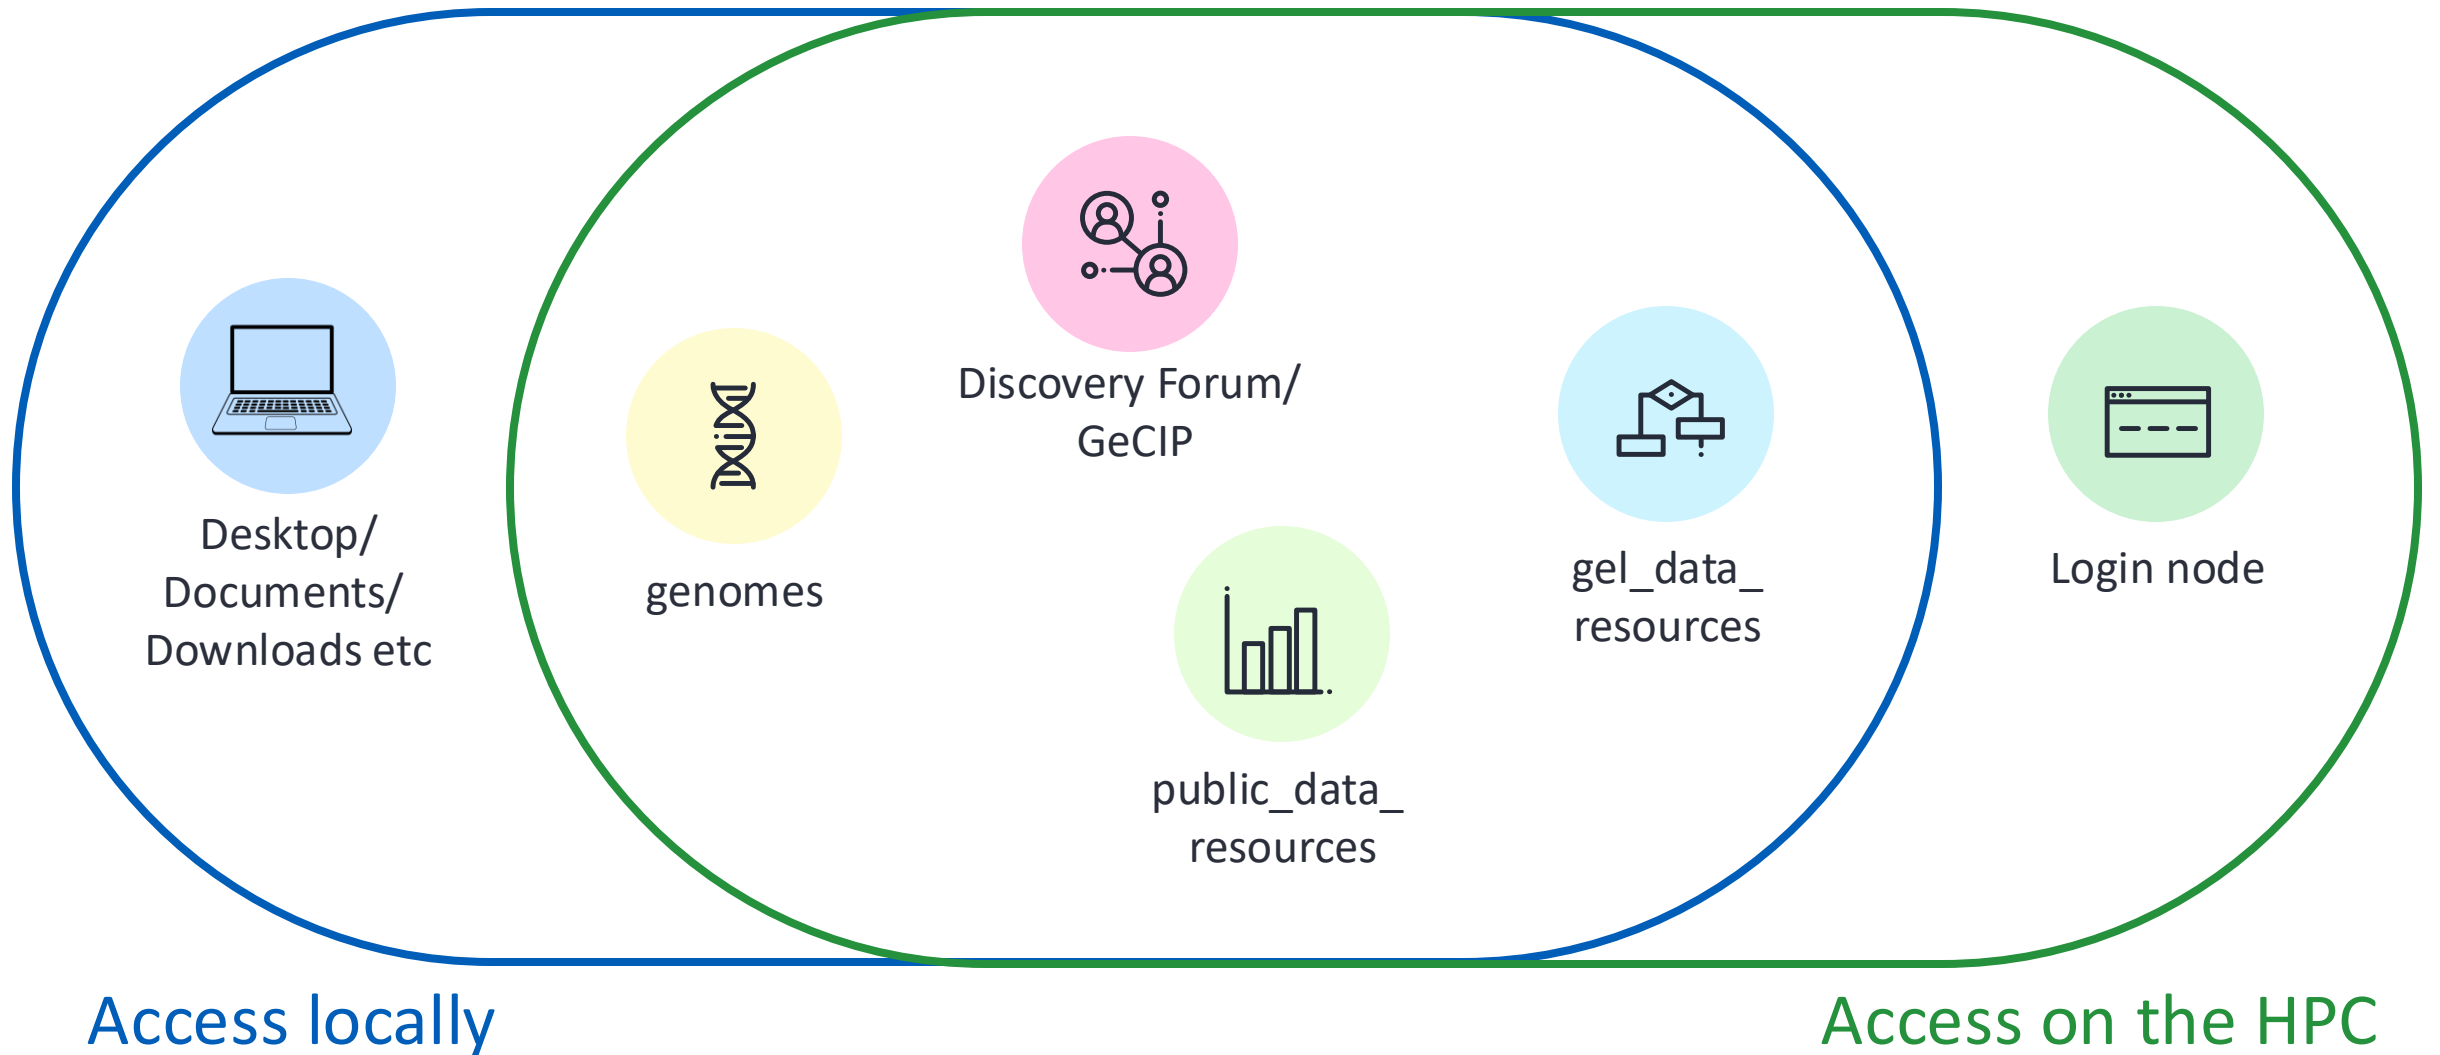 Discovery Forum/
GeCIP
Desktop/
Documents/
Downloads etc
genomes
gel_data_
resources
Login node
public_data_
resources
Access locally
Access on the HPC